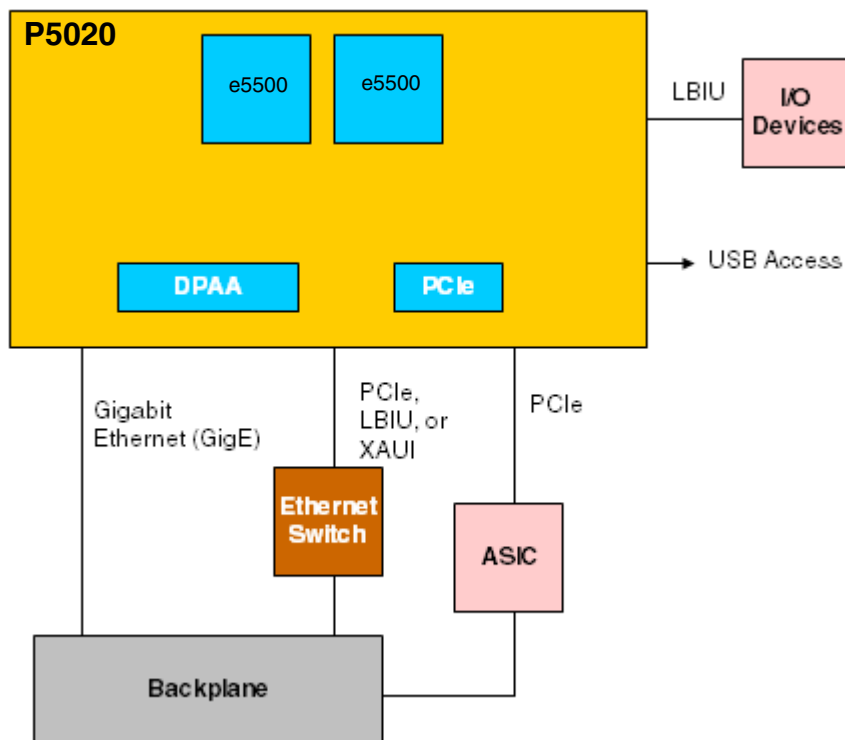 P5020
e5500
e5500
LBIU
I/O
Devices
USB Access
DPAA
PCIe
Gigabit
Ethernet (GigE)
PCIe,
LBIU, or
XAUI
PCIe
Ethernet
Switch
ASIC
Backplane